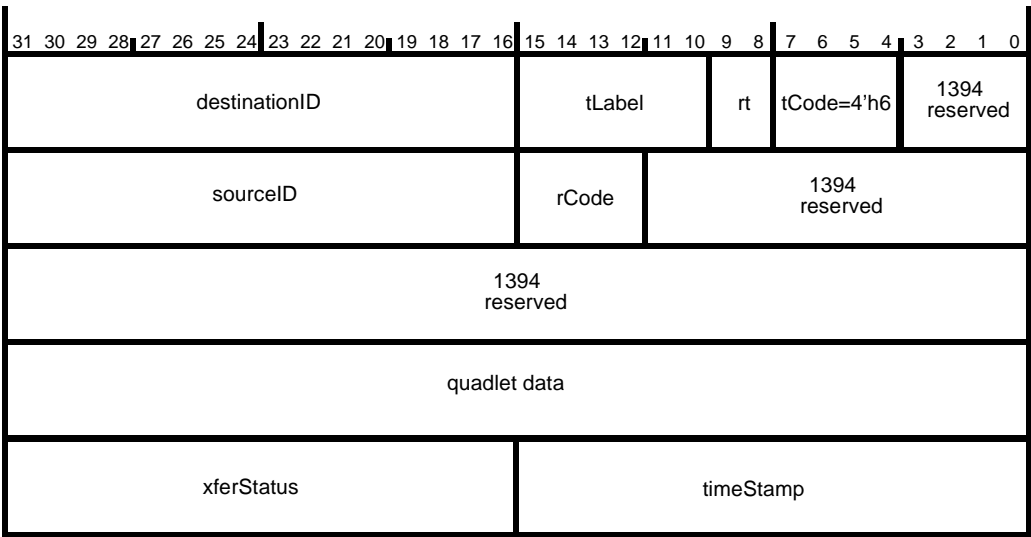 31 30 29 28 27 26 25 24 23 22 21 20 19 18 17 16 15 14 13 12 11 10 9 8 7 6 5 4 3 2 1 0
destinationID tLabel rt tCode=4'h6 1394
reserved
sourceID rCode 1394
reserved
1394
reserved
quadlet data
xferStatus timeStamp